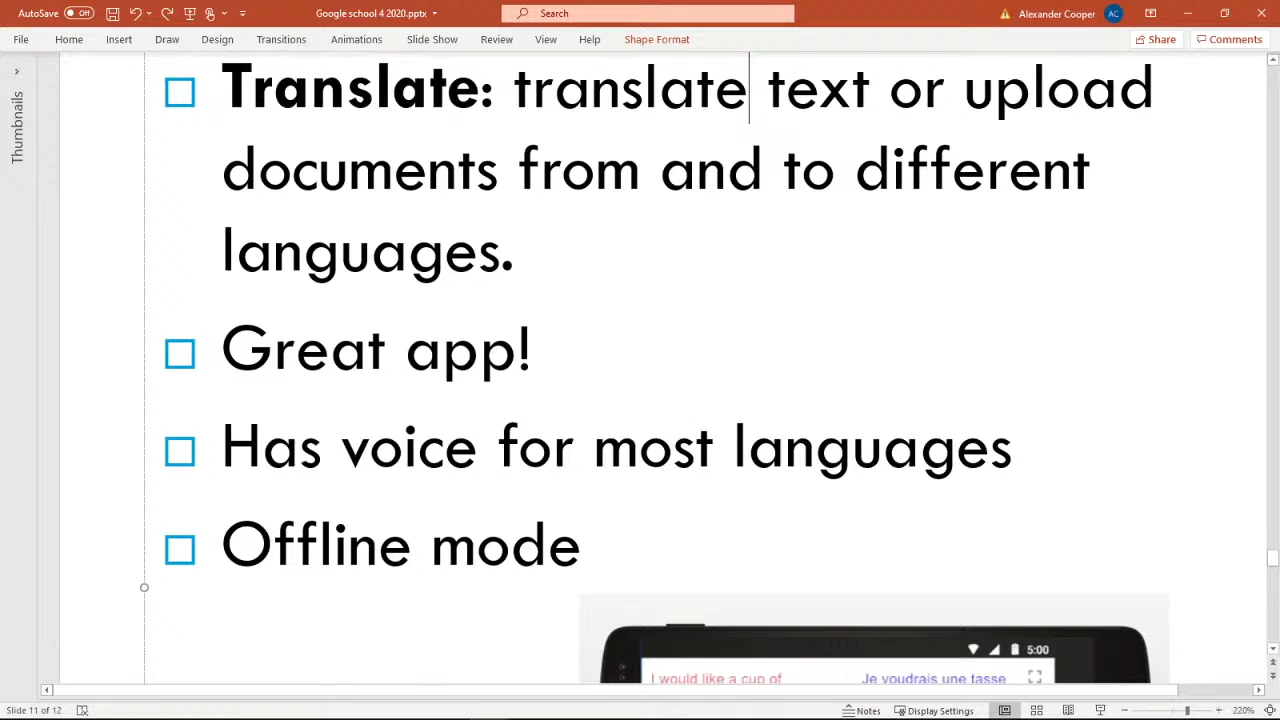 AutoSave Off Google school 4 2020.pptx Search Alexander Cooper AC
File Home Insert Draw Design Transitions Animations Slide Show Review View Help Shape Format Share Comments
Thumbnails
Translate: translate text or upload
documents from and to different
languages.
Great app!
Has voice for most languages
Offline mode
5:00
I would like a cup of Je voudrais une tasse
Slide 11 of 12 Notes Display Settings 220%